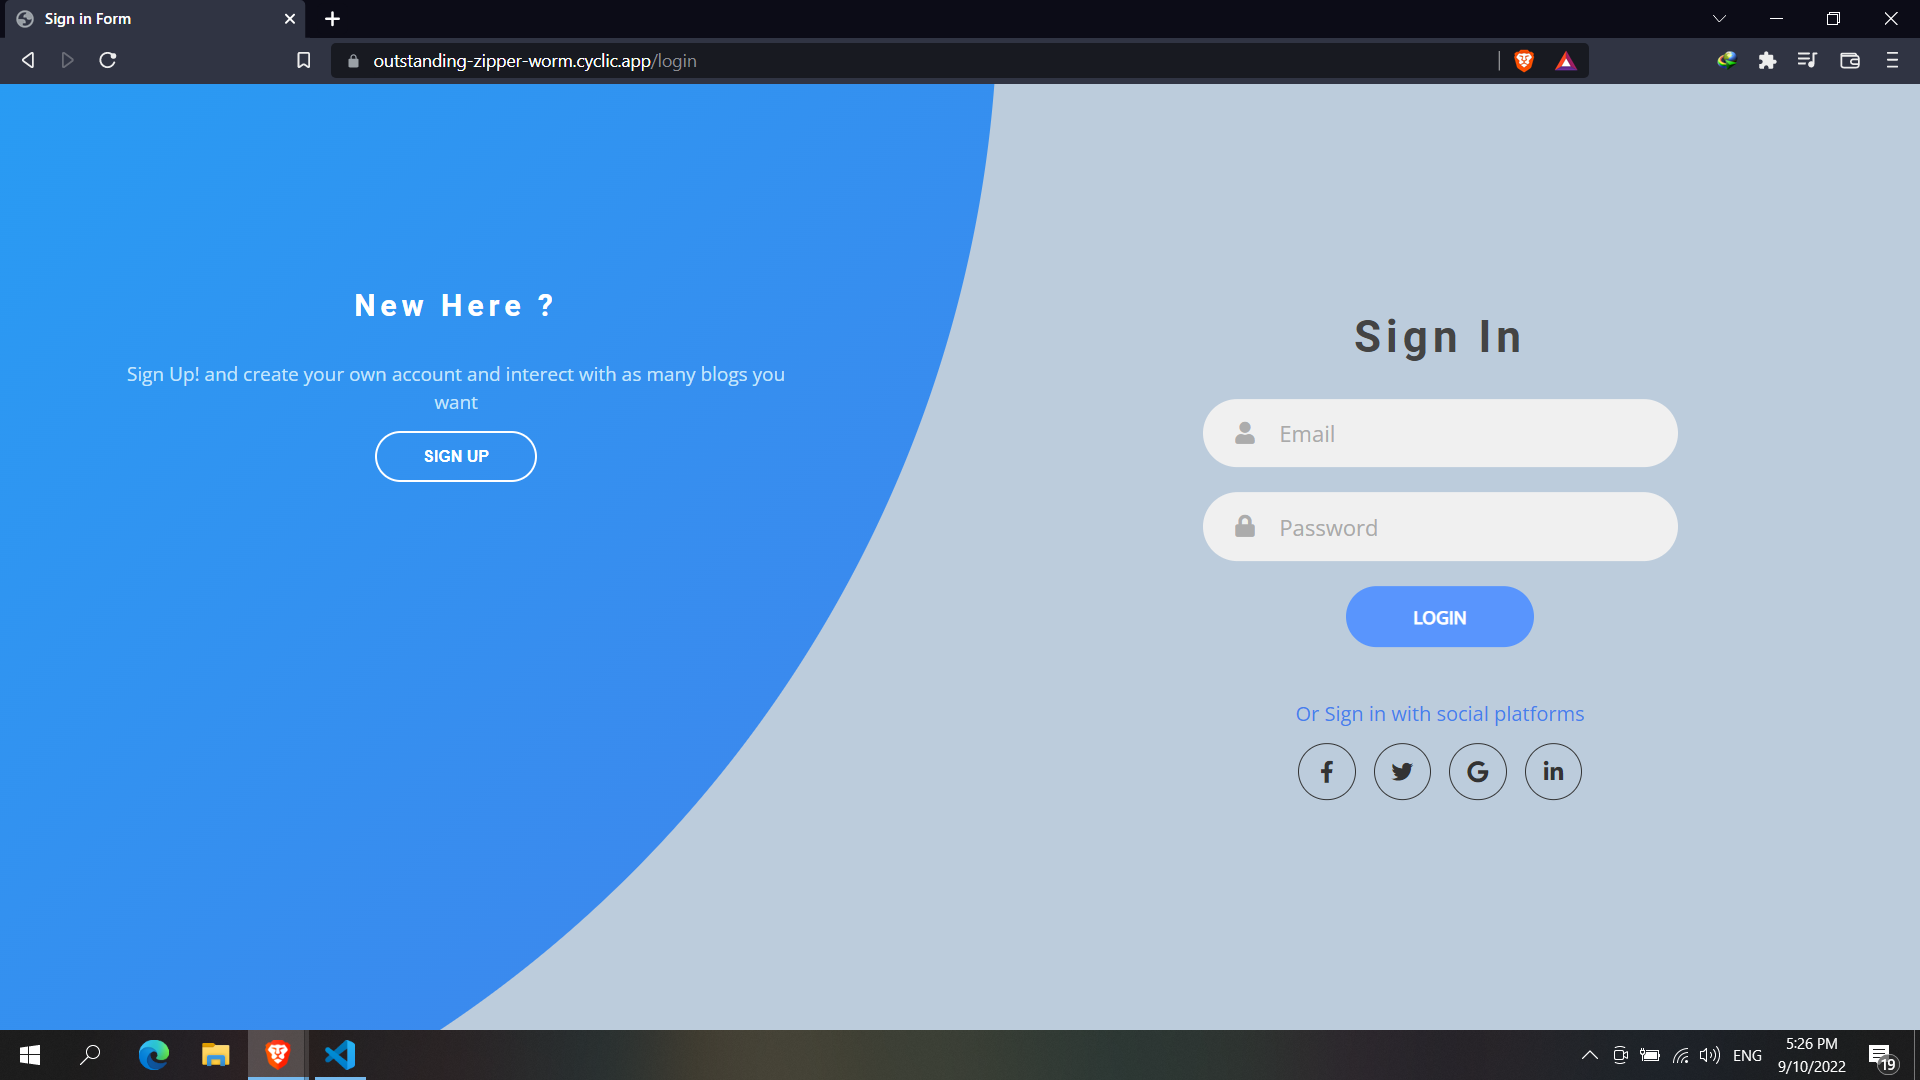 Sign in Form
outstanding-zipper-worm.cyclic.app/login
New Here ?
Sign Up! and create your own account and interect with as many blogs you
want
SIGN UP
Sign In
Email
Password
LOGIN
Or Sign in with social platforms
ENG
5:26 PM
9/10/2022
19